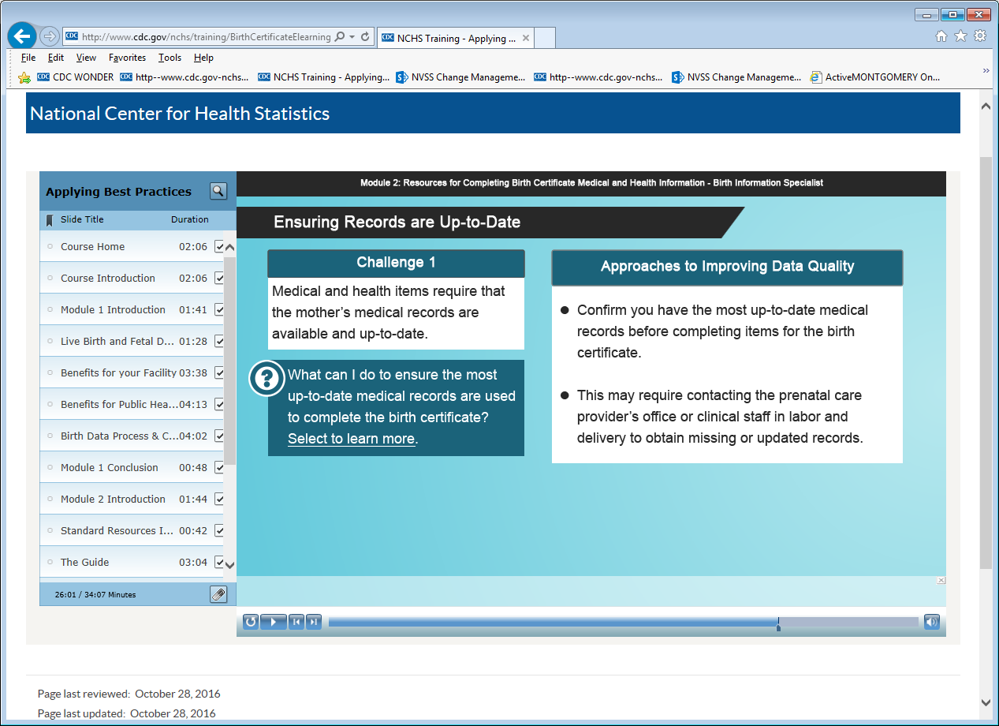 CDC http://www.cdc.gov/nchs/training/BirthCertificateElearning
CDC NCHS Training - Applying ...
File Edit View Favorites Tools Help
CDC CDC WONDER CDC http--www.cdc.gov-nchs... CDC NCHS Training - Applying... NVSS Change Manageme... CDC http--www.cdc.gov-nchs... NVSS Change Manageme... ActiveMONTGOMERY On...
National Center for Health Statistics
Applying Best Practices
Slide Title Duration
Course Home 02:06
Course Introduction 02:06
Module 1 Introduction 01:41
Live Birth and Fetal D... 01:28
Benefits for your Facility 03:38
Benefits for Public Hea... 04:13
Birth Data Process & C... 04:02
Module 1 Conclusion 00:48
Module 2 Introduction 01:44
Standard Resources I... 00:42
The Guide 03:04
26:01 / 34:07 Minutes
Module 2: Resources for Completing Birth Certificate Medical and Health Information - Birth Information Specialist
Ensuring Records are Up-to-Date
Challenge 1
Medical and health items require that
the mother's medical records are
available and up-to-date.
?
What can I do to ensure the most
up-to-date medical records are used
to complete the birth certificate?
Select to learn more.
Approaches to Improving Data Quality
● Confirm you have the most up-to-date medical
records before completing items for the birth
certificate.
● This may require contacting the prenatal care
provider's office or clinical staff in labor and
delivery to obtain missing or updated records.
Page last reviewed: October 28, 2016
Page last updated: October 28, 2016